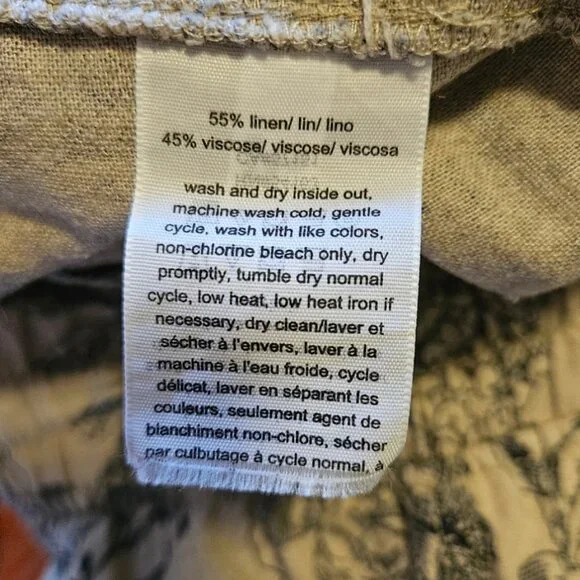 55% linen/ lin/ lino
45% viscose/ viscose/ viscosa
wash and dry inside out,
machine wash cold, gentle
cycle, wash with like colors,
non-chlorine bleach only, dry
promptly, tumble dry normal
cycle, low heat, low heat iron if
necessary, dry clean/laver et
sécher à l'envers, laver à la
machine à l'eau froide, cycle
délicat, laver en séparant les
couleurs, seulement agent de
blanchiment non-chlore, sécher
par culbutage à cycle normal, à